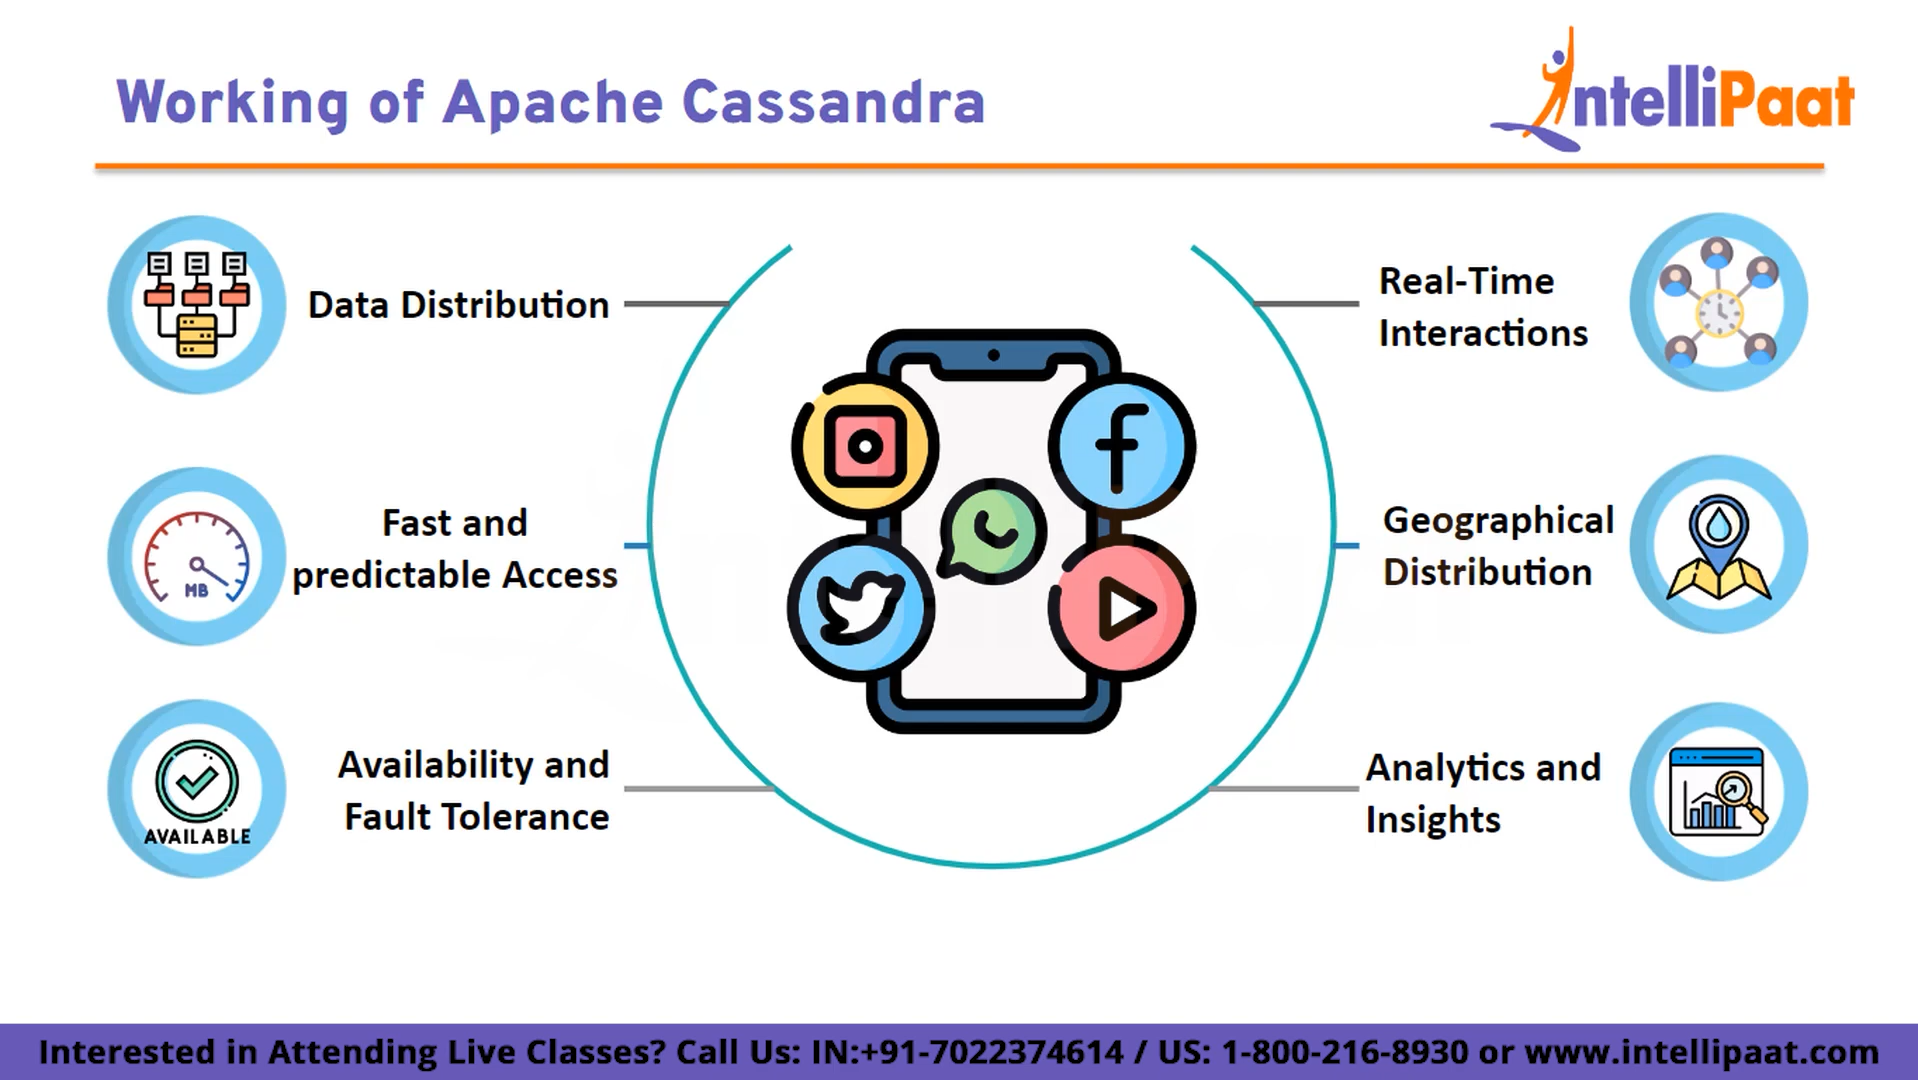 Working of Apache Cassandra
IntelliPaat
Data Distribution
Fast and
predictable Access
MB
Availability and
Fault Tolerance
AVAILABLE
Real-Time
Interactions
Geographical
Distribution
Analytics and
Insights
Interested in Attending Live Classes? Call Us: IN:+91-7022374614 / US: 1-800-216-8930 or www.intellipaat.com